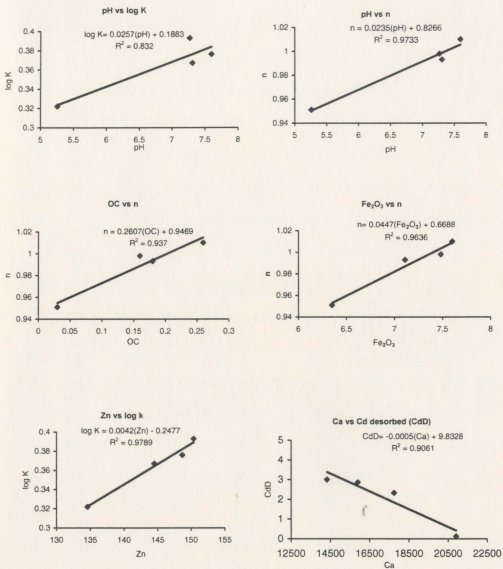 pH vs log K
log K= 0.0257(pH) + 0.1883
R² = 0.832
0.4
0.38
0.36
0.34
0.32
0.3
log K
5 5.5 6 6.5 7 7.5 8
pH
pH vs n
n = 0.0235(pH) + 0.8266
R² = 0.9733
1.02
1
0.98
0.96
0.94
n
5 5.5 6 6.5 7 7.5 8
pH
OC vs n
n = 0.2607(OC) + 0.9469
R² = 0.937
1.02
1
0.98
0.96
0.94
n
0 0.05 0.1 0.15 0.2 0.25 0.3
OC
Fe₂O₃ vs n
n= 0.0447(Fe₂O₃) + 0.6688
R² = 0.9636
1.02
1
0.98
0.96
0.94
n
6 6.5 7 7.5 8
Fe₂O₃
Zn vs log k
log K = 0.0042(Zn) - 0.2477
R² = 0.9789
0.4
0.38
0.36
0.34
0.32
0.3
log K
130 135 140 145 150 155
Zn
Ca vs Cd desorbed (CdD)
CdD= -0.0005(Ca) + 9.8328
R² = 0.9061
5
4
3
2
1
0
CdD
12500 14500 16500 18500 20500 22500
Ca